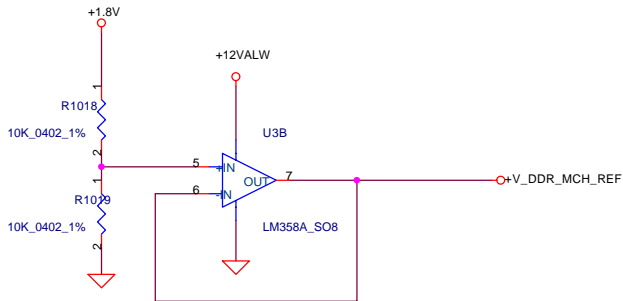 +1.8V
+12VALW
1
R1018
10K_0402_1%
2
U3B
5
+IN
7
OUT
+V_DDR_MCH_REF
6
-IN
1
R1019
10K_0402_1%
2
LM358A_SO8